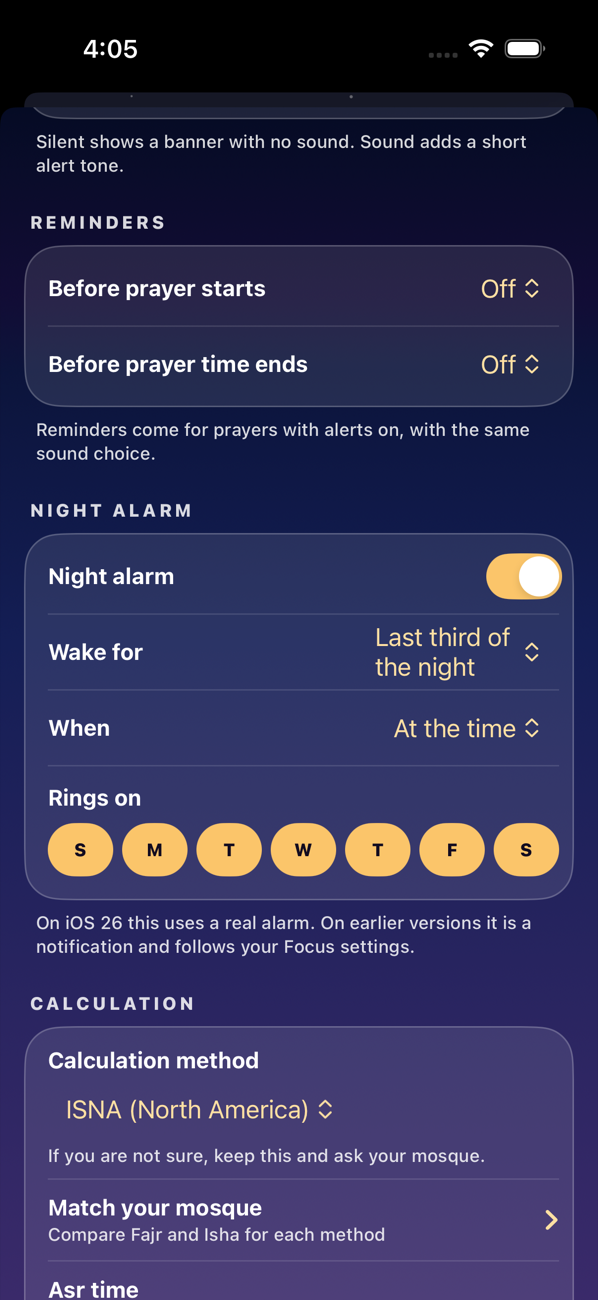 4:05
Silent shows a banner with no sound. Sound adds a short
alert tone.
REMINDERS
Before prayer starts Off
Before prayer time ends Off
Reminders come for prayers with alerts on, with the same
sound choice.
NIGHT ALARM
Night alarm
Wake for Last third of
the night
When At the time
Rings on
S M T W T F S
On iOS 26 this uses a real alarm. On earlier versions it is a
notification and follows your Focus settings.
CALCULATION
Calculation method
ISNA (North America)
If you are not sure, keep this and ask your mosque.
Match your mosque
Compare Fajr and Isha for each method
Asr time